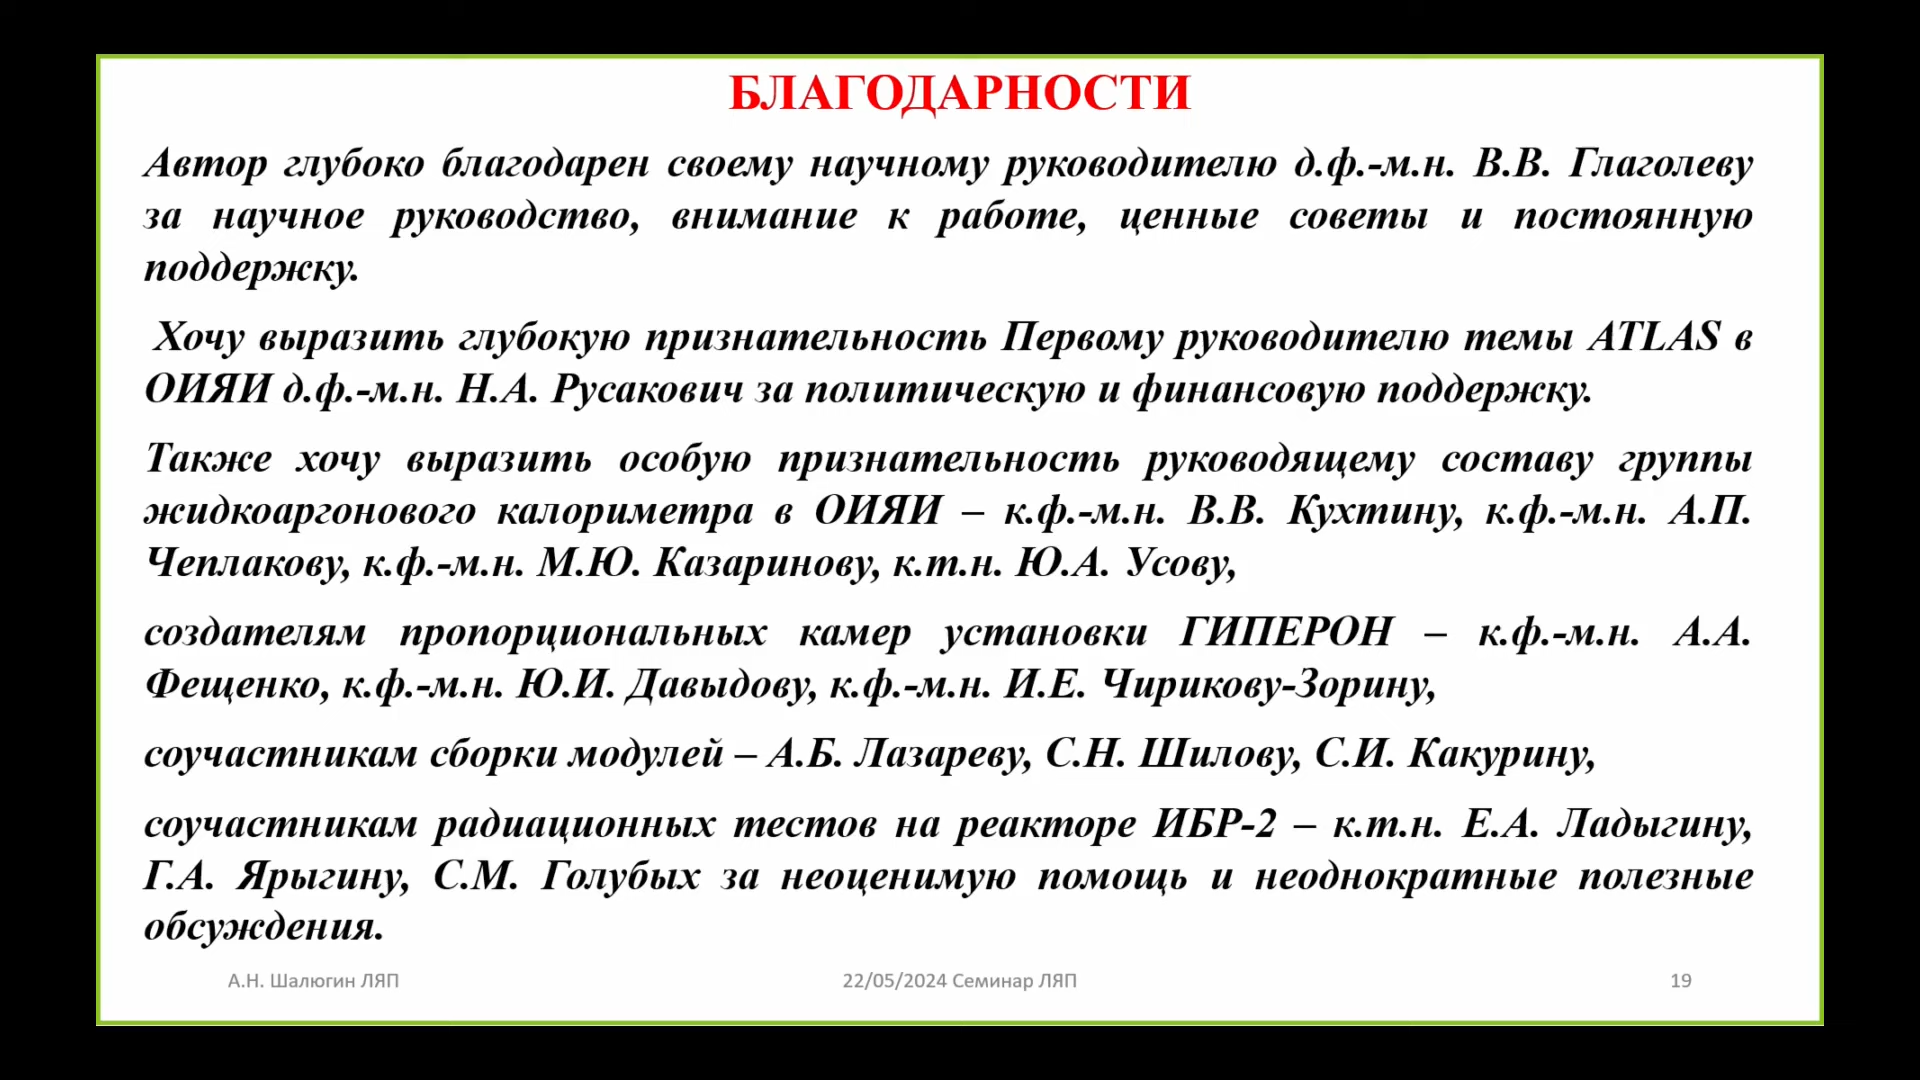 БЛАГОДАРНОСТИ
Автор глубоко благодарен своему научному руководителю д.ф.-м.н. В.В. Глаголеву
за научное руководство, внимание к работе, ценные советы и постоянную
поддержку.
Хочу выразить глубокую признательность Первому руководителю темы ATLAS в
ОИЯИ д.ф.-м.н. Н.А. Русакович за политическую и финансовую поддержку.
Также хочу выразить особую признательность руководящему составу группы
жидкоаргонового калориметра в ОИЯИ – к.ф.-м.н. В.В. Кухтину, к.ф.-м.н. А.П.
Чеплакову, к.ф.-м.н. М.Ю. Казаринову, к.т.н. Ю.А. Усову,
создателям пропорциональных камер установки ГИПЕРОН – к.ф.-м.н. А.А.
Фещенко, к.ф.-м.н. Ю.И. Давыдову, к.ф.-м.н. И.Е. Чирикову-Зорину,
соучастникам сборки модулей – А.Б. Лазареву, С.Н. Шилову, С.И. Какурину,
соучастникам радиационных тестов на реакторе ИБР-2 – к.т.н. Е.А. Ладыгину,
Г.А. Ярыгину, С.М. Голубых за неоценимую помощь и неоднократные полезные
обсуждения.
А.Н. Шалюгин ЛЯП
22/05/2024 Семинар ЛЯП
19